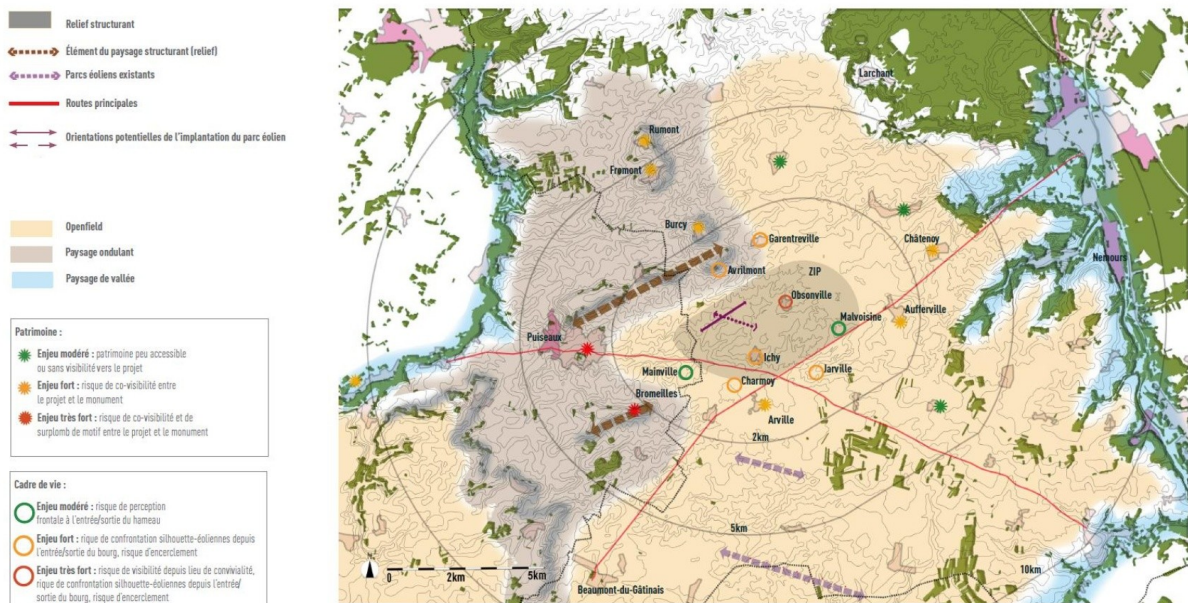 Relief structurant
Élément du paysage structurant (relief)
Parcs éoliens existants
Routes principales
Orientations potentielles de l'implantation du parc éolien
Openfield
Paysage ondulant
Paysage de vallée
Patrimoine :
Enjeu modéré : patrimoine peu accessible
ou sans visibilité vers le projet
Enjeu fort : risque de co-visibilité entre
le projet et le monument
Enjeu très fort : risque de co-visibilité et de
surplomb de motif entre le projet et le monument
Cadre de vie :
Enjeu modéré : risque de perception
frontale à l'entrée/sortie du hameau
Enjeu fort : rique de confrontation silhouette-éoliennes depuis
l'entrée/sortie du bourg, risque d'encerclement
Enjeu très fort : risque de visibilité depuis lieu de convivialité,
rique de confrontation silhouette-éoliennes depuis l'entrée/
sortie du bourg, risque d'encerclement
Larchant
Rumont
Fromont
Burcy
Garentreville
Châtenoy
Nemours
Avrilmont
ZIP
Obsonville
Malvoisine
Aufferville
Puiseaux
Ichy
Mainville
Jarville
Charmoy
Bromeilles
Arville
2km
5km
10km
0
2km
5km
Beaumont-du-Gâtinais